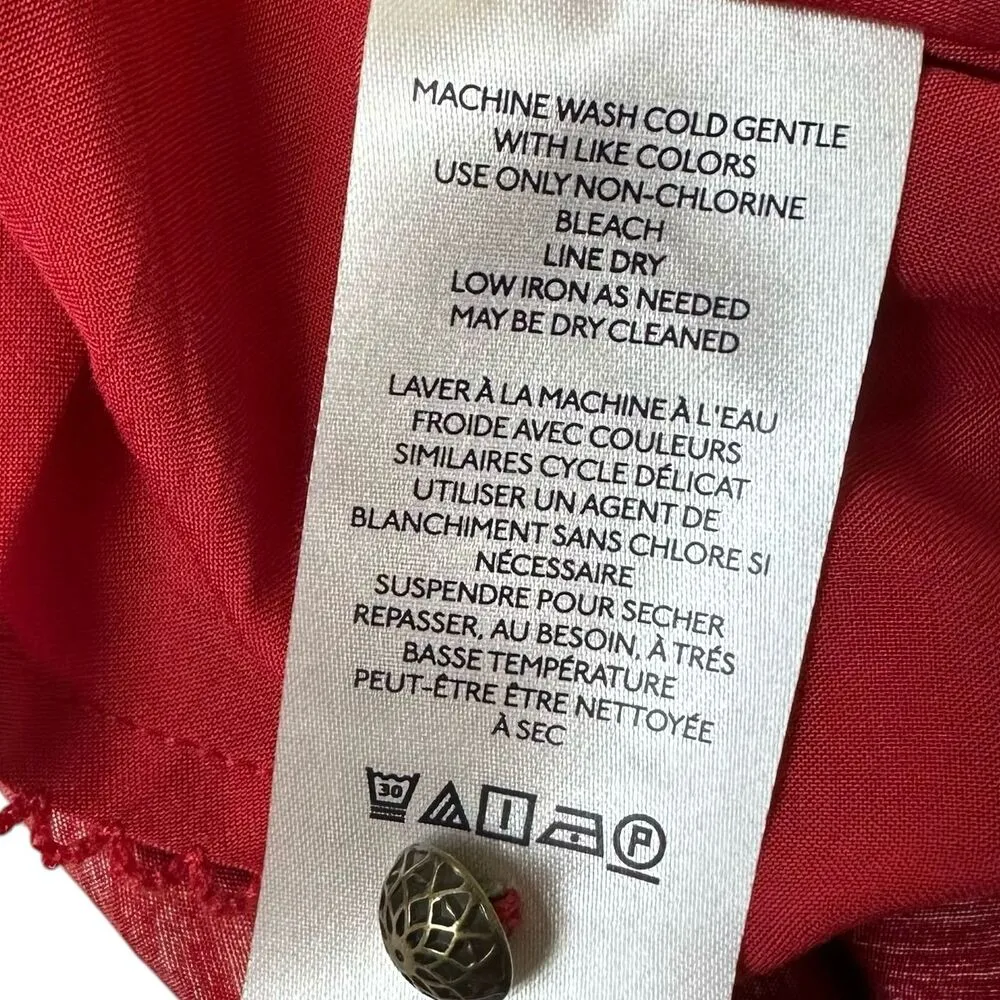 MACHINE WASH COLD GENTLE
WITH LIKE COLORS
USE ONLY NON-CHLORINE
BLEACH
LINE DRY
LOW IRON AS NEEDED
MAY BE DRY CLEANED
LAVER À LA MACHINE À L'EAU
FROIDE AVEC COULEURS
SIMILAIRES CYCLE DÉLICAT
UTILISER UN AGENT DE
BLANCHIMENT SANS CHLORE SI
NÉCESSAIRE
SUSPENDRE POUR SECHER
REPASSER, AU BESOIN, À TRÉS
BASSE TEMPÉRATURE
PEUT-ÊTRE ÊTRE NETTOYÉE
À SEC
30 P